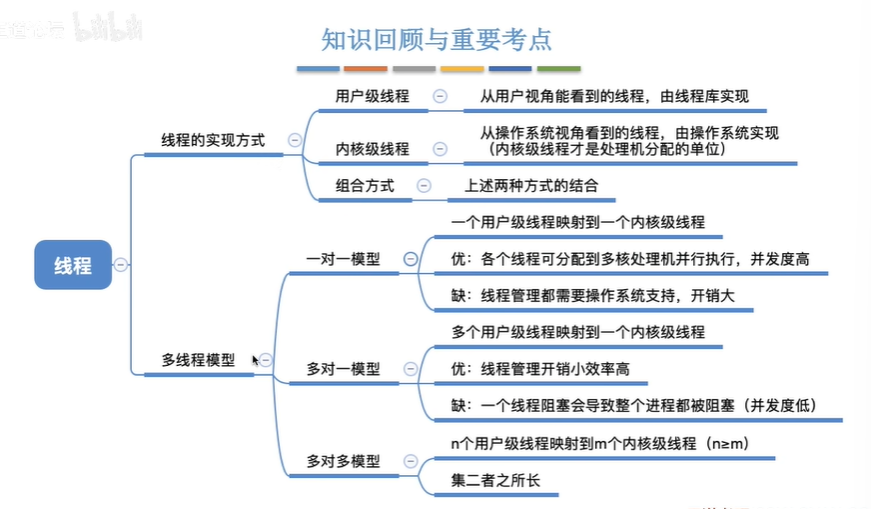 bilibili
知识回顾与重要考点
线程
线程的实现方式
用户级线程
从用户视角能看到的线程，由线程库实现
内核级线程
从操作系统视角看到的线程，由操作系统实现
（内核级线程才是处理机分配的单位）
组合方式
上述两种方式的结合
多线程模型
一对一模型
一个用户级线程映射到一个内核级线程
优：各个线程可分配到多核处理机并行执行，并发度高
缺：线程管理都需要操作系统支持，开销大
多对一模型
多个用户级线程映射到一个内核级线程
优：线程管理开销小效率高
缺：一个线程阻塞会导致整个进程都被阻塞（并发度低）
多对多模型
n个用户级线程映射到m个内核级线程（n≥m）
集二者之所长